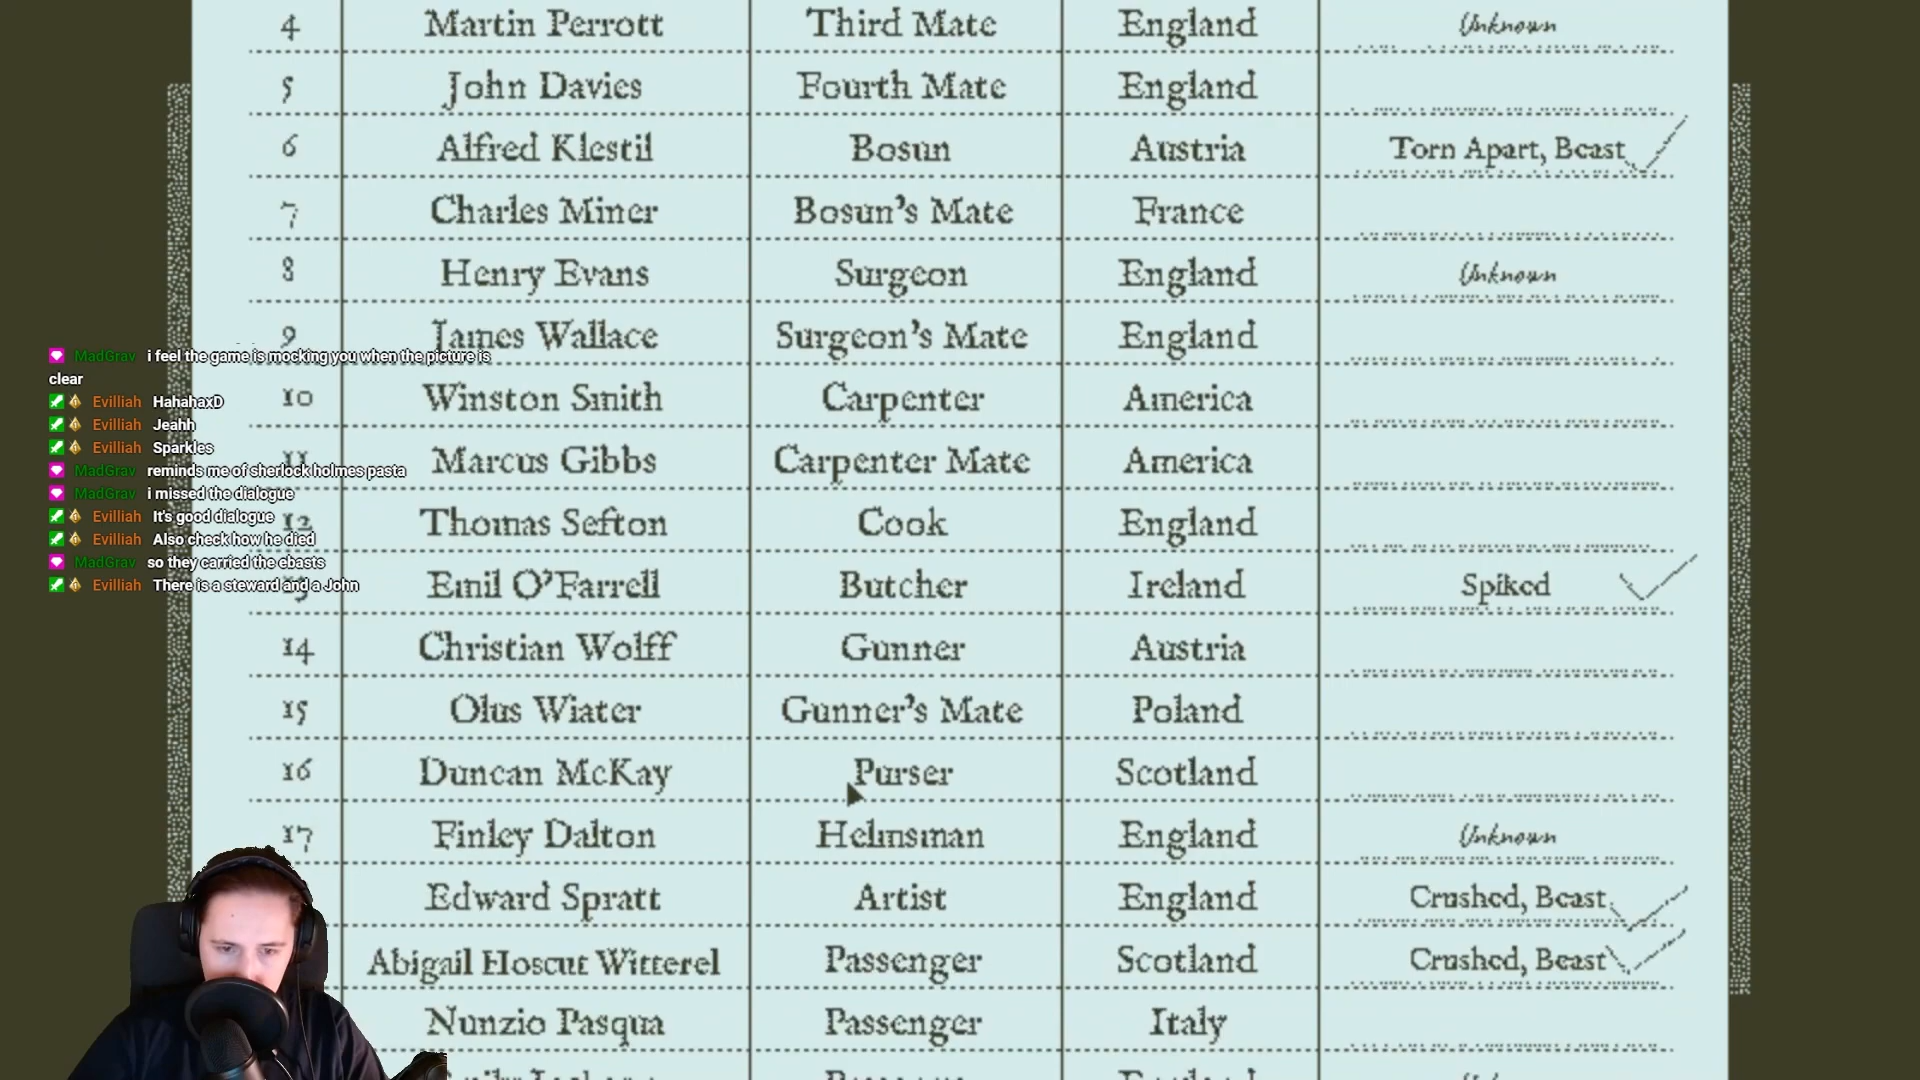 4 Martin Perrott Third Mate England Unknown
5 John Davies Fourth Mate England
6 Alfred Klestil Bosun Austria Torn Apart, Beast
7 Charles Miner Bosun's Mate France
8 Henry Evans Surgeon England Unknown
9 James Wallace Surgeon's Mate England
10 Winston Smith Carpenter America
11 Marcus Gibbs Carpenter Mate America
12 Thomas Sefton Cook England
13 Emil O'Farrell Butcher Ireland Spiked
14 Christian Wolff Gunner Austria
15 Olus Wiater Gunner's Mate Poland
16 Duncan McKay Purser Scotland
17 Finley Dalton Helmsman England Unknown
Edward Spratt Artist England Crushed, Beast
Abigail Hoscut Witterel Passenger Scotland Crushed, Beast
Nunzio Pasqua Passenger Italy
MadGrav i feel the game is mocking you when the picture is
clear
Evilliah HahahaxD
Evilliah Jeahh
Evilliah Sparkles
MadGrav reminds me of sherlock holmes pasta
MadGrav i missed the dialogue
Evilliah It's good dialogue
Evilliah Also check how he died
MadGrav so they carried the ebasts
Evilliah There is a steward and a John